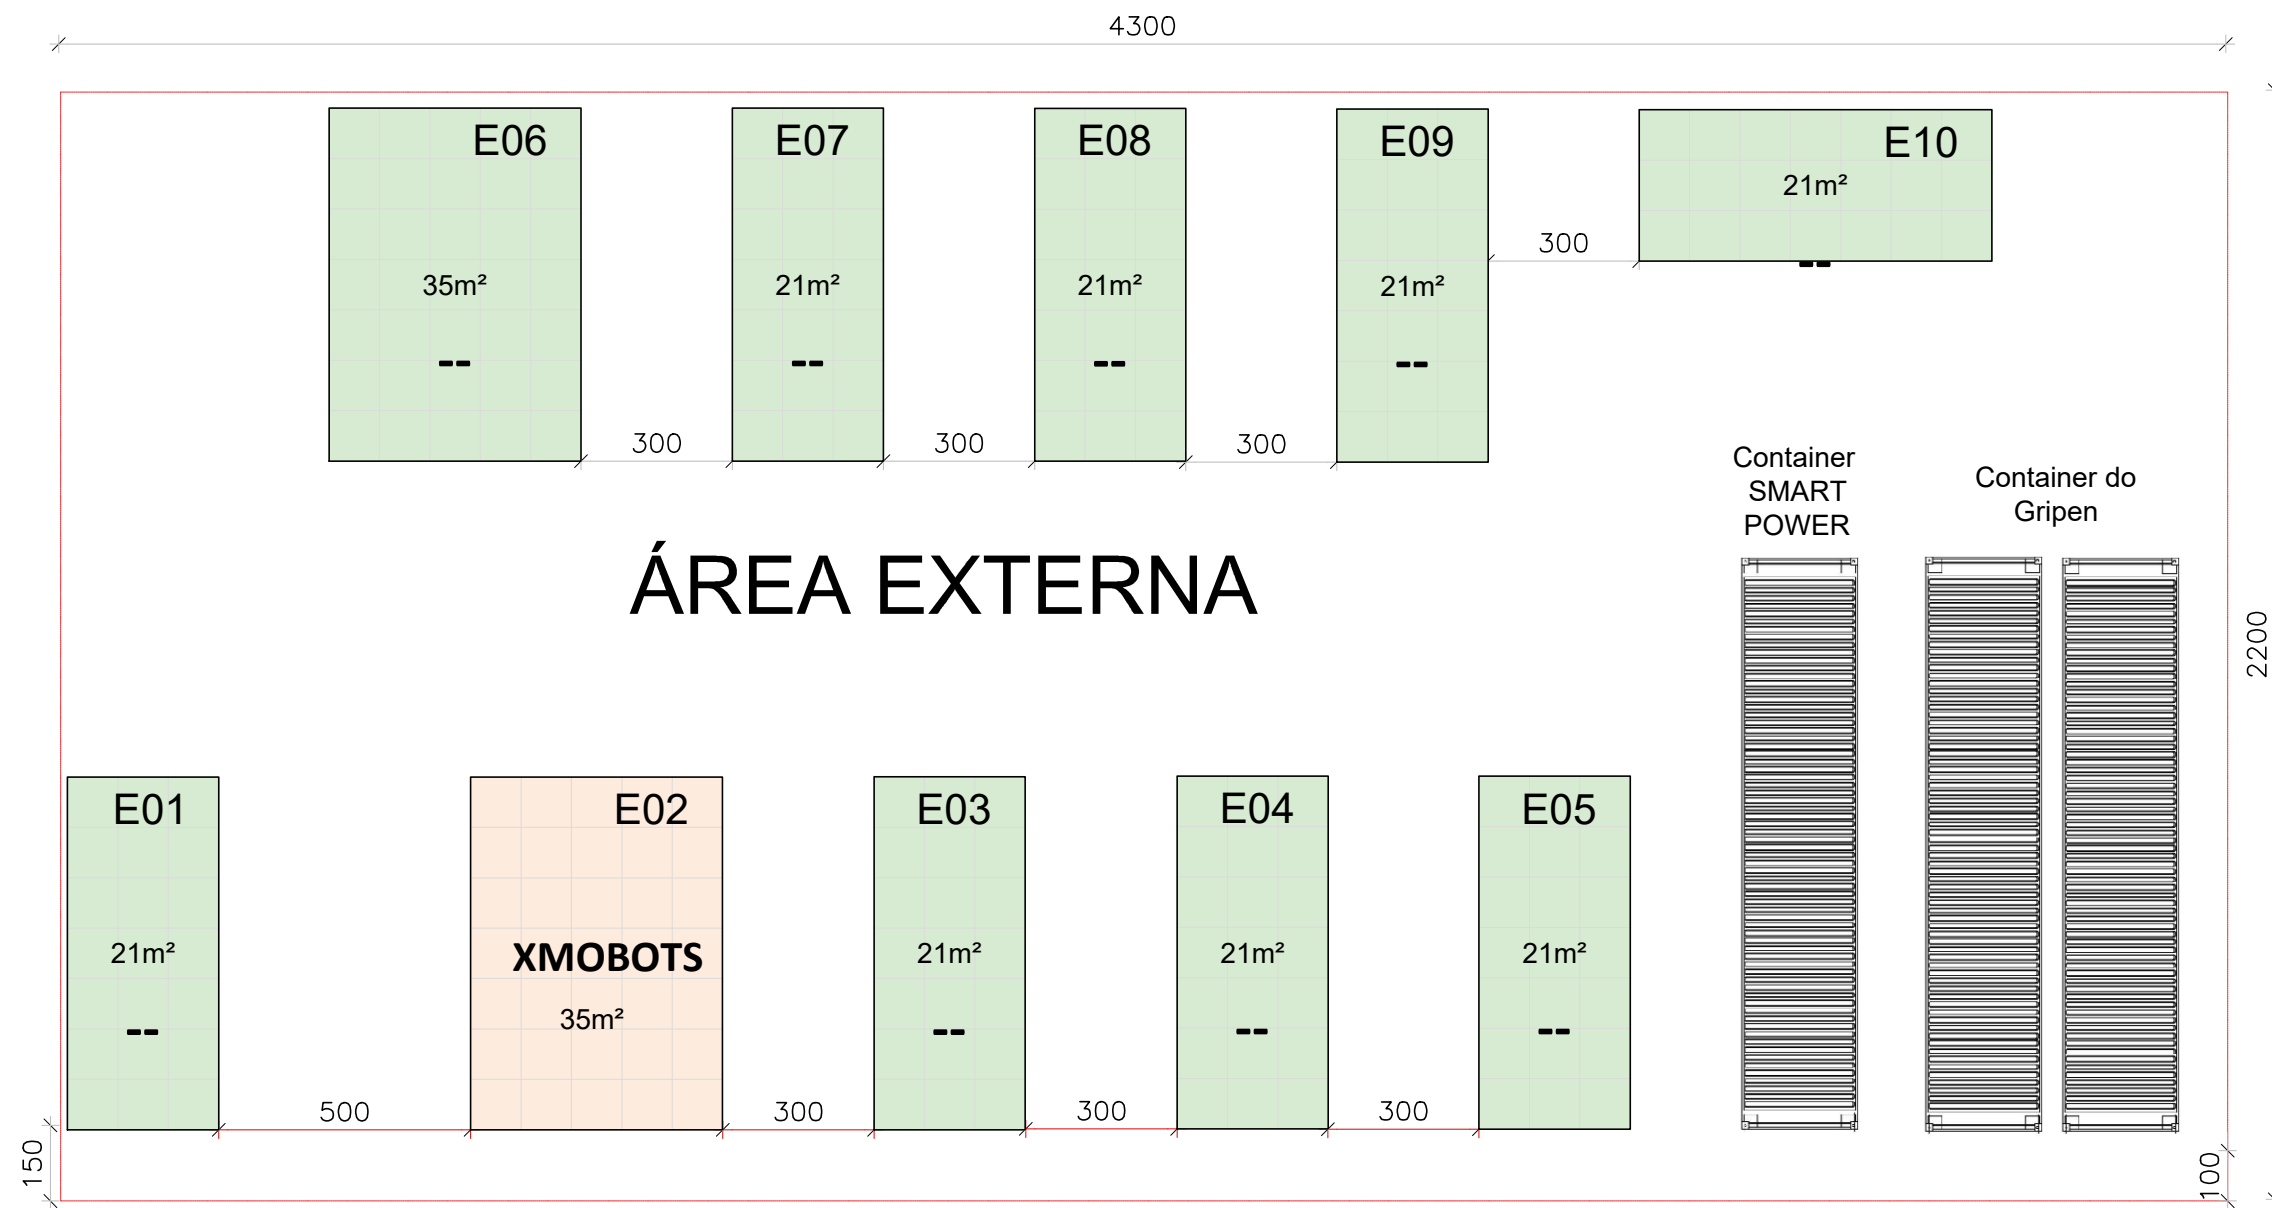 4300
E06
E07
E08
E09
E10
21m²
35m²
21m²
21m²
21m²
300
--
--
--
--
--
300
300
300
Container
SMART
POWER
Container do
Gripen
ÁREA EXTERNA
2200
E01
E02
E03
E04
E05
21m²
XMOBOTS
35m²
21m²
21m²
21m²
--
--
--
--
500
300
300
300
150
100